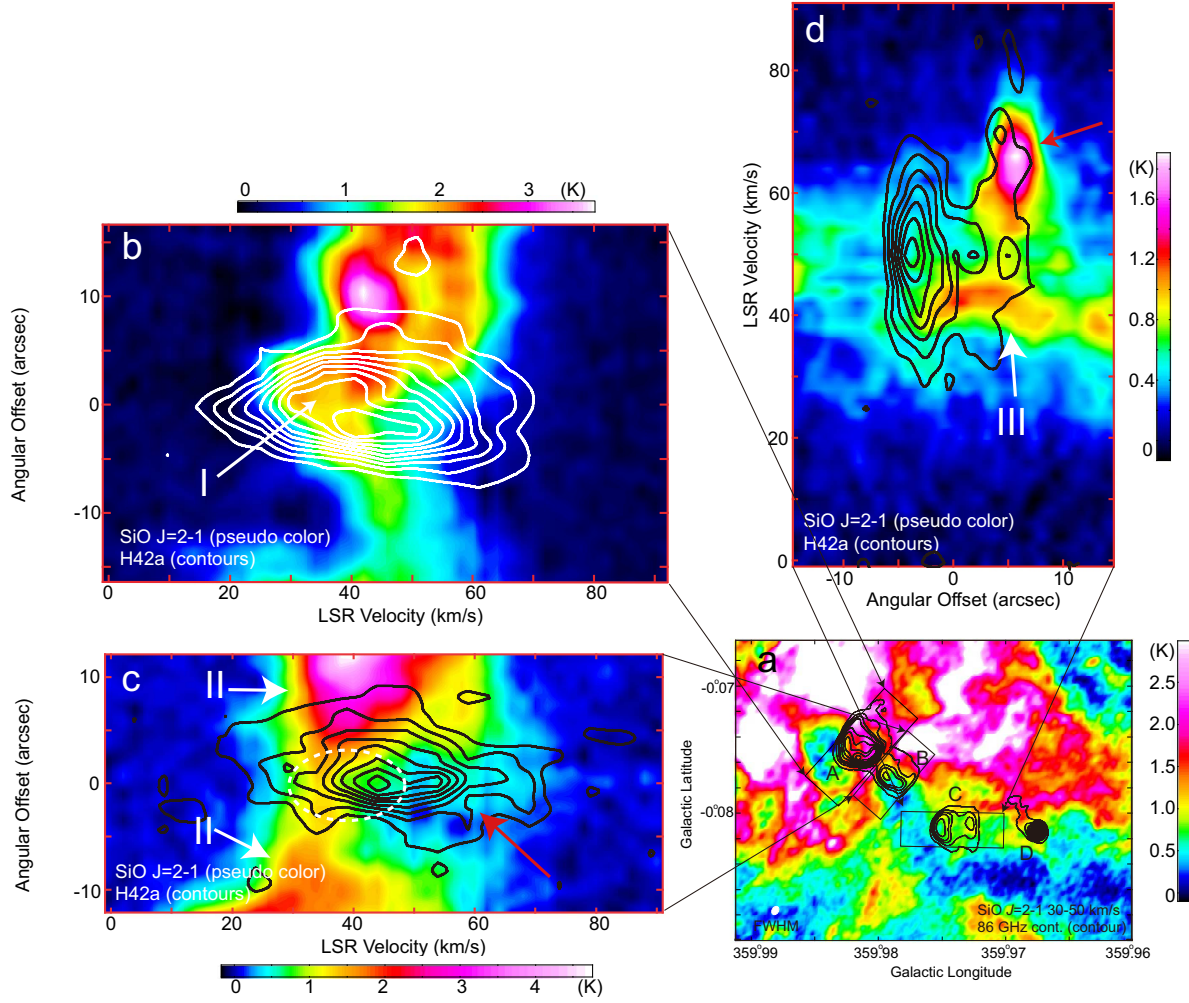 d
80
60
40
20
0
LSR Velocity (km/s)
-10 0 10
Angular Offset (arcsec)
III
SiO J=2-1 (pseudo color)
H42a (contours)
(K)
1.6
1.2
0.8
0.4
0
0 1 2 3 (K)
b
10
0
-10
Angular Offset (arcsec)
I
SiO J=2-1 (pseudo color)
H42a (contours)
0 20 40 60 80
LSR Velocity (km/s)
c
II
II
10
0
-10
Angular Offset (arcsec)
SiO J=2-1 (pseudo color)
H42a (contours)
0 20 40 60 80
LSR Velocity (km/s)
0 1 2 3 4 (K)
a
-0°07
-0°08
Galactic Latitude
A
B
C
D
FWHM
SiO J=2-1 30-50 km/s
86 GHz cont. (contour)
359°99 359°98 359°97 359°96
Galactic Longitude
(K)
2.5
2.0
1.5
1.0
0.5
0